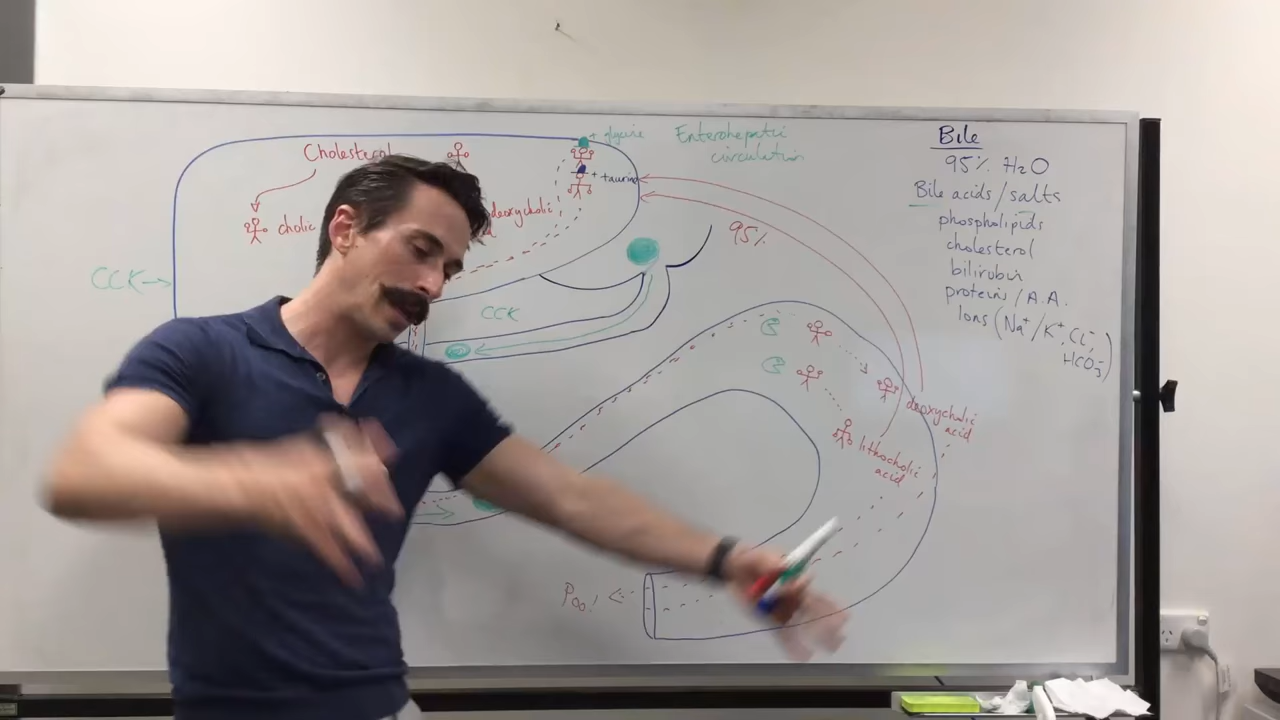 Cholesterol
+ glycine
+ taurine
cholic
deoxycholic
CCK
CCK
Enterohepatic
circulation
95%
deoxycholic
acid
lithocholic
acid
Poo!
Bile
95% H2O
Bile acids/salts
phospholipids
cholesterol
bilirubin
proteins/A.A.
Ions (Na+/K+, Cl-,
HCO3-)